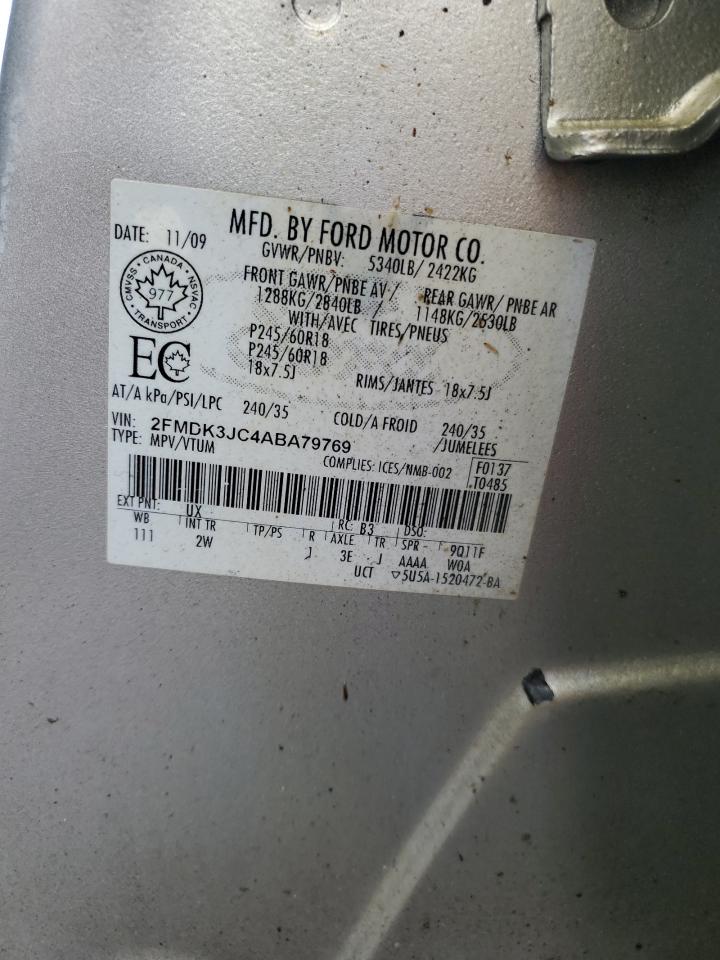 MFD. BY FORD MOTOR CO.
DATE: 11/09
GVWR/PNBV: 5340LB/ 2422KG
FRONT GAWR/PNBE AV/ REAR GAWR/ PNBE AR
1288KG/2840LB / 1148KG/2530LB
WITH/AVEC TIRES/PNEUS
P245/60R18
P245/60R18
18x7.5J RIMS/JANTES 18x7.5J
CMVSS • CANADA • NSVAC
977
TRANSPORT
EC
AT/A kPa/PSI/LPC 240/35 COLD/A FROID 240/35
VIN: 2FMDK3JC4ABA79769 /JUMELEES
TYPE: MPV/VTUM
COMPLIES: ICES/NMB-002 F0137
T0485
EXT PNT: UX RC: B3 DSO:
WB INT TR TP/PS R AXLE TR SPR 9Q11F
111 2W J 3E J AAAA W0A
UCT ▽5U5A-1520472-BA